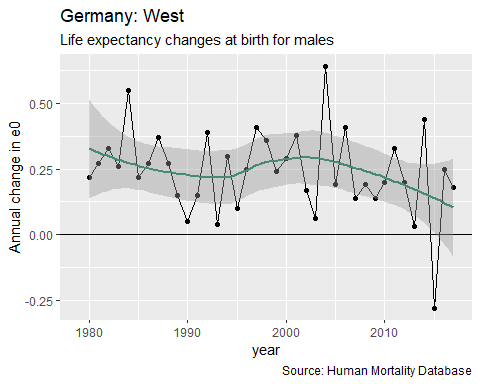 Germany: West
Life expectancy changes at birth for males
Annual change in e0
0.50
0.25
0.00
-0.25
1980 1990 2000 2010
year
Source: Human Mortality Database